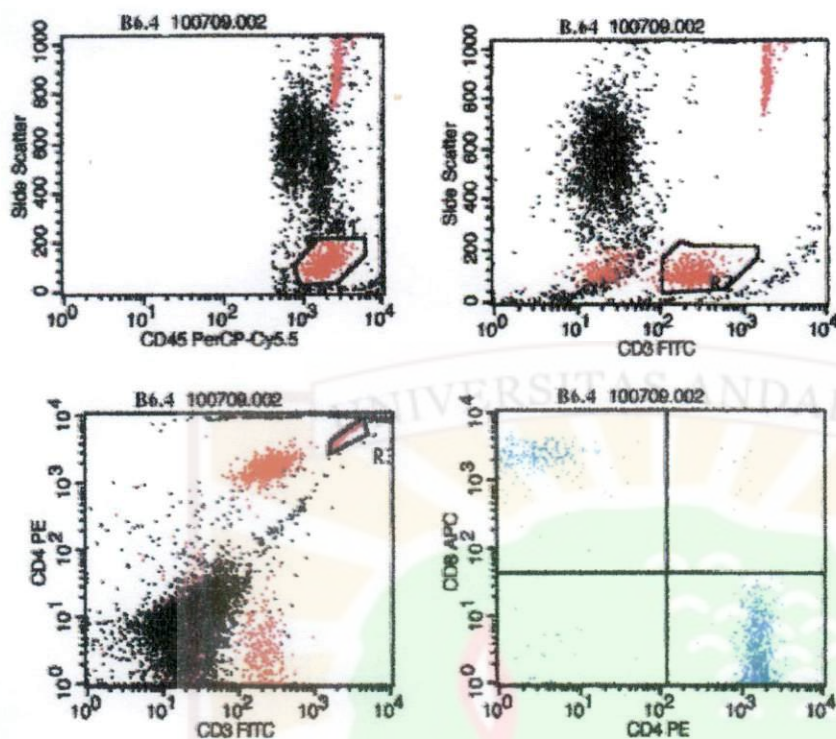 B6.4 100709.002
Side Scatter
1000
800
600
400
200
0
10^0 10^1 10^2 10^3 10^4
CD45 PerCP-Cy5.5
B.64 100709.002
Side Scatter
1000
800
600
400
200
0
R2
10^0 10^1 10^2 10^3 10^4
CD3 FITC
UNIVERSITAS ANDA
B6.4 100709.002
CD4 PE
10^4
10^3
10^2
10^1
10^0
10^0 10^1 10^2 10^3 10^4
CD3 FITC
B6.4 100709.002
CD8 APC
10^4
10^3
10^2
10^1
10^0
10^0 10^1 10^2 10^3 10^4
CD4 PE